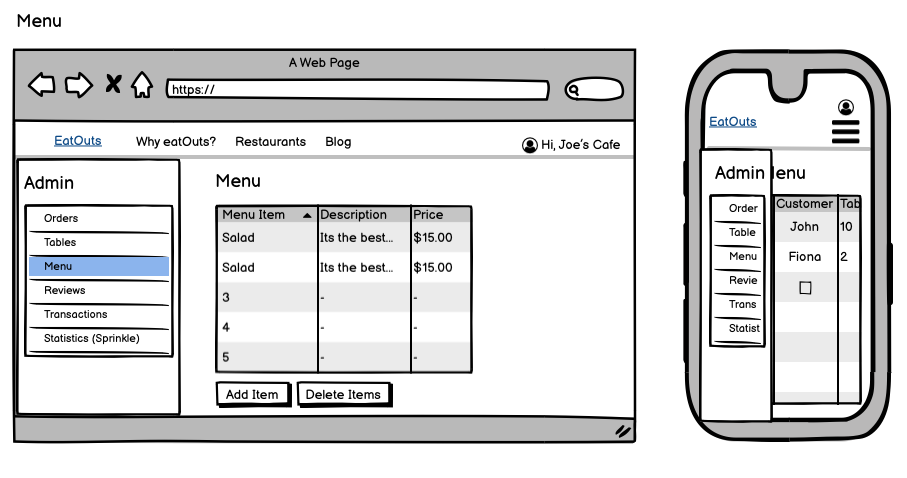 Menu
A Web Page
https://
EatOuts Why eatOuts? Restaurants Blog Hi, Joe's Cafe
Admin
Orders
Tables
Menu
Reviews
Transactions
Statistics (Sprinkle)
Menu
Menu Item Description Price
Salad Its the best... $15.00
Salad Its the best... $15.00
3 - -
4 - -
5 - -
Add Item Delete Items
EatOuts
Admin enu
Order
Table
Menu
Revie
Trans
Statist
Customer Tab
John 10
Fiona 2